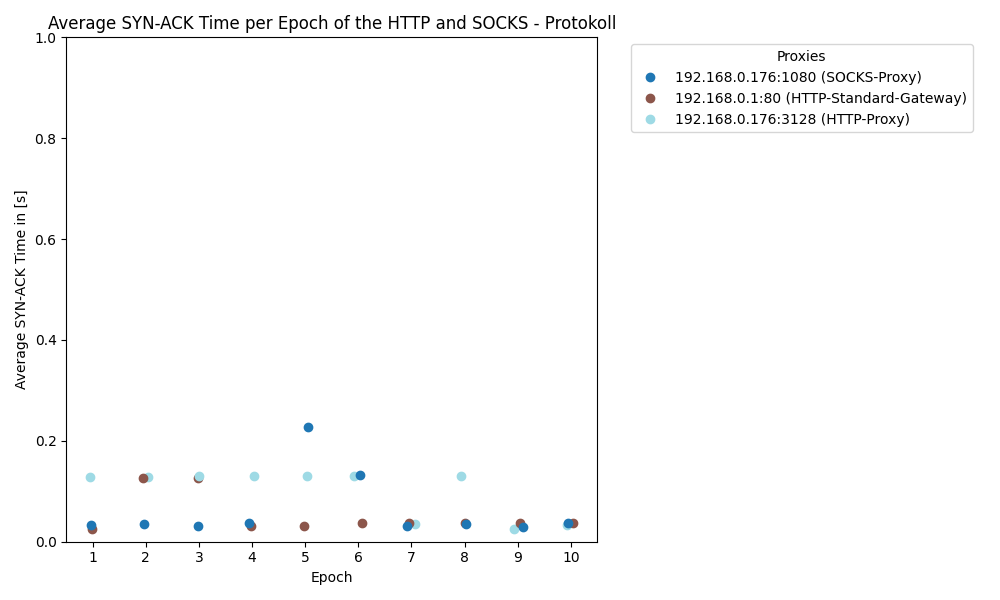 Average SYN-ACK Time per Epoch of the HTTP and SOCKS - Protokoll
Proxies
192.168.0.176:1080 (SOCKS-Proxy)
192.168.0.1:80 (HTTP-Standard-Gateway)
192.168.0.176:3128 (HTTP-Proxy)
Average SYN-ACK Time in [s]
1.0
0.8
0.6
0.4
0.2
0.0
1 2 3 4 5 6 7 8 9 10
Epoch